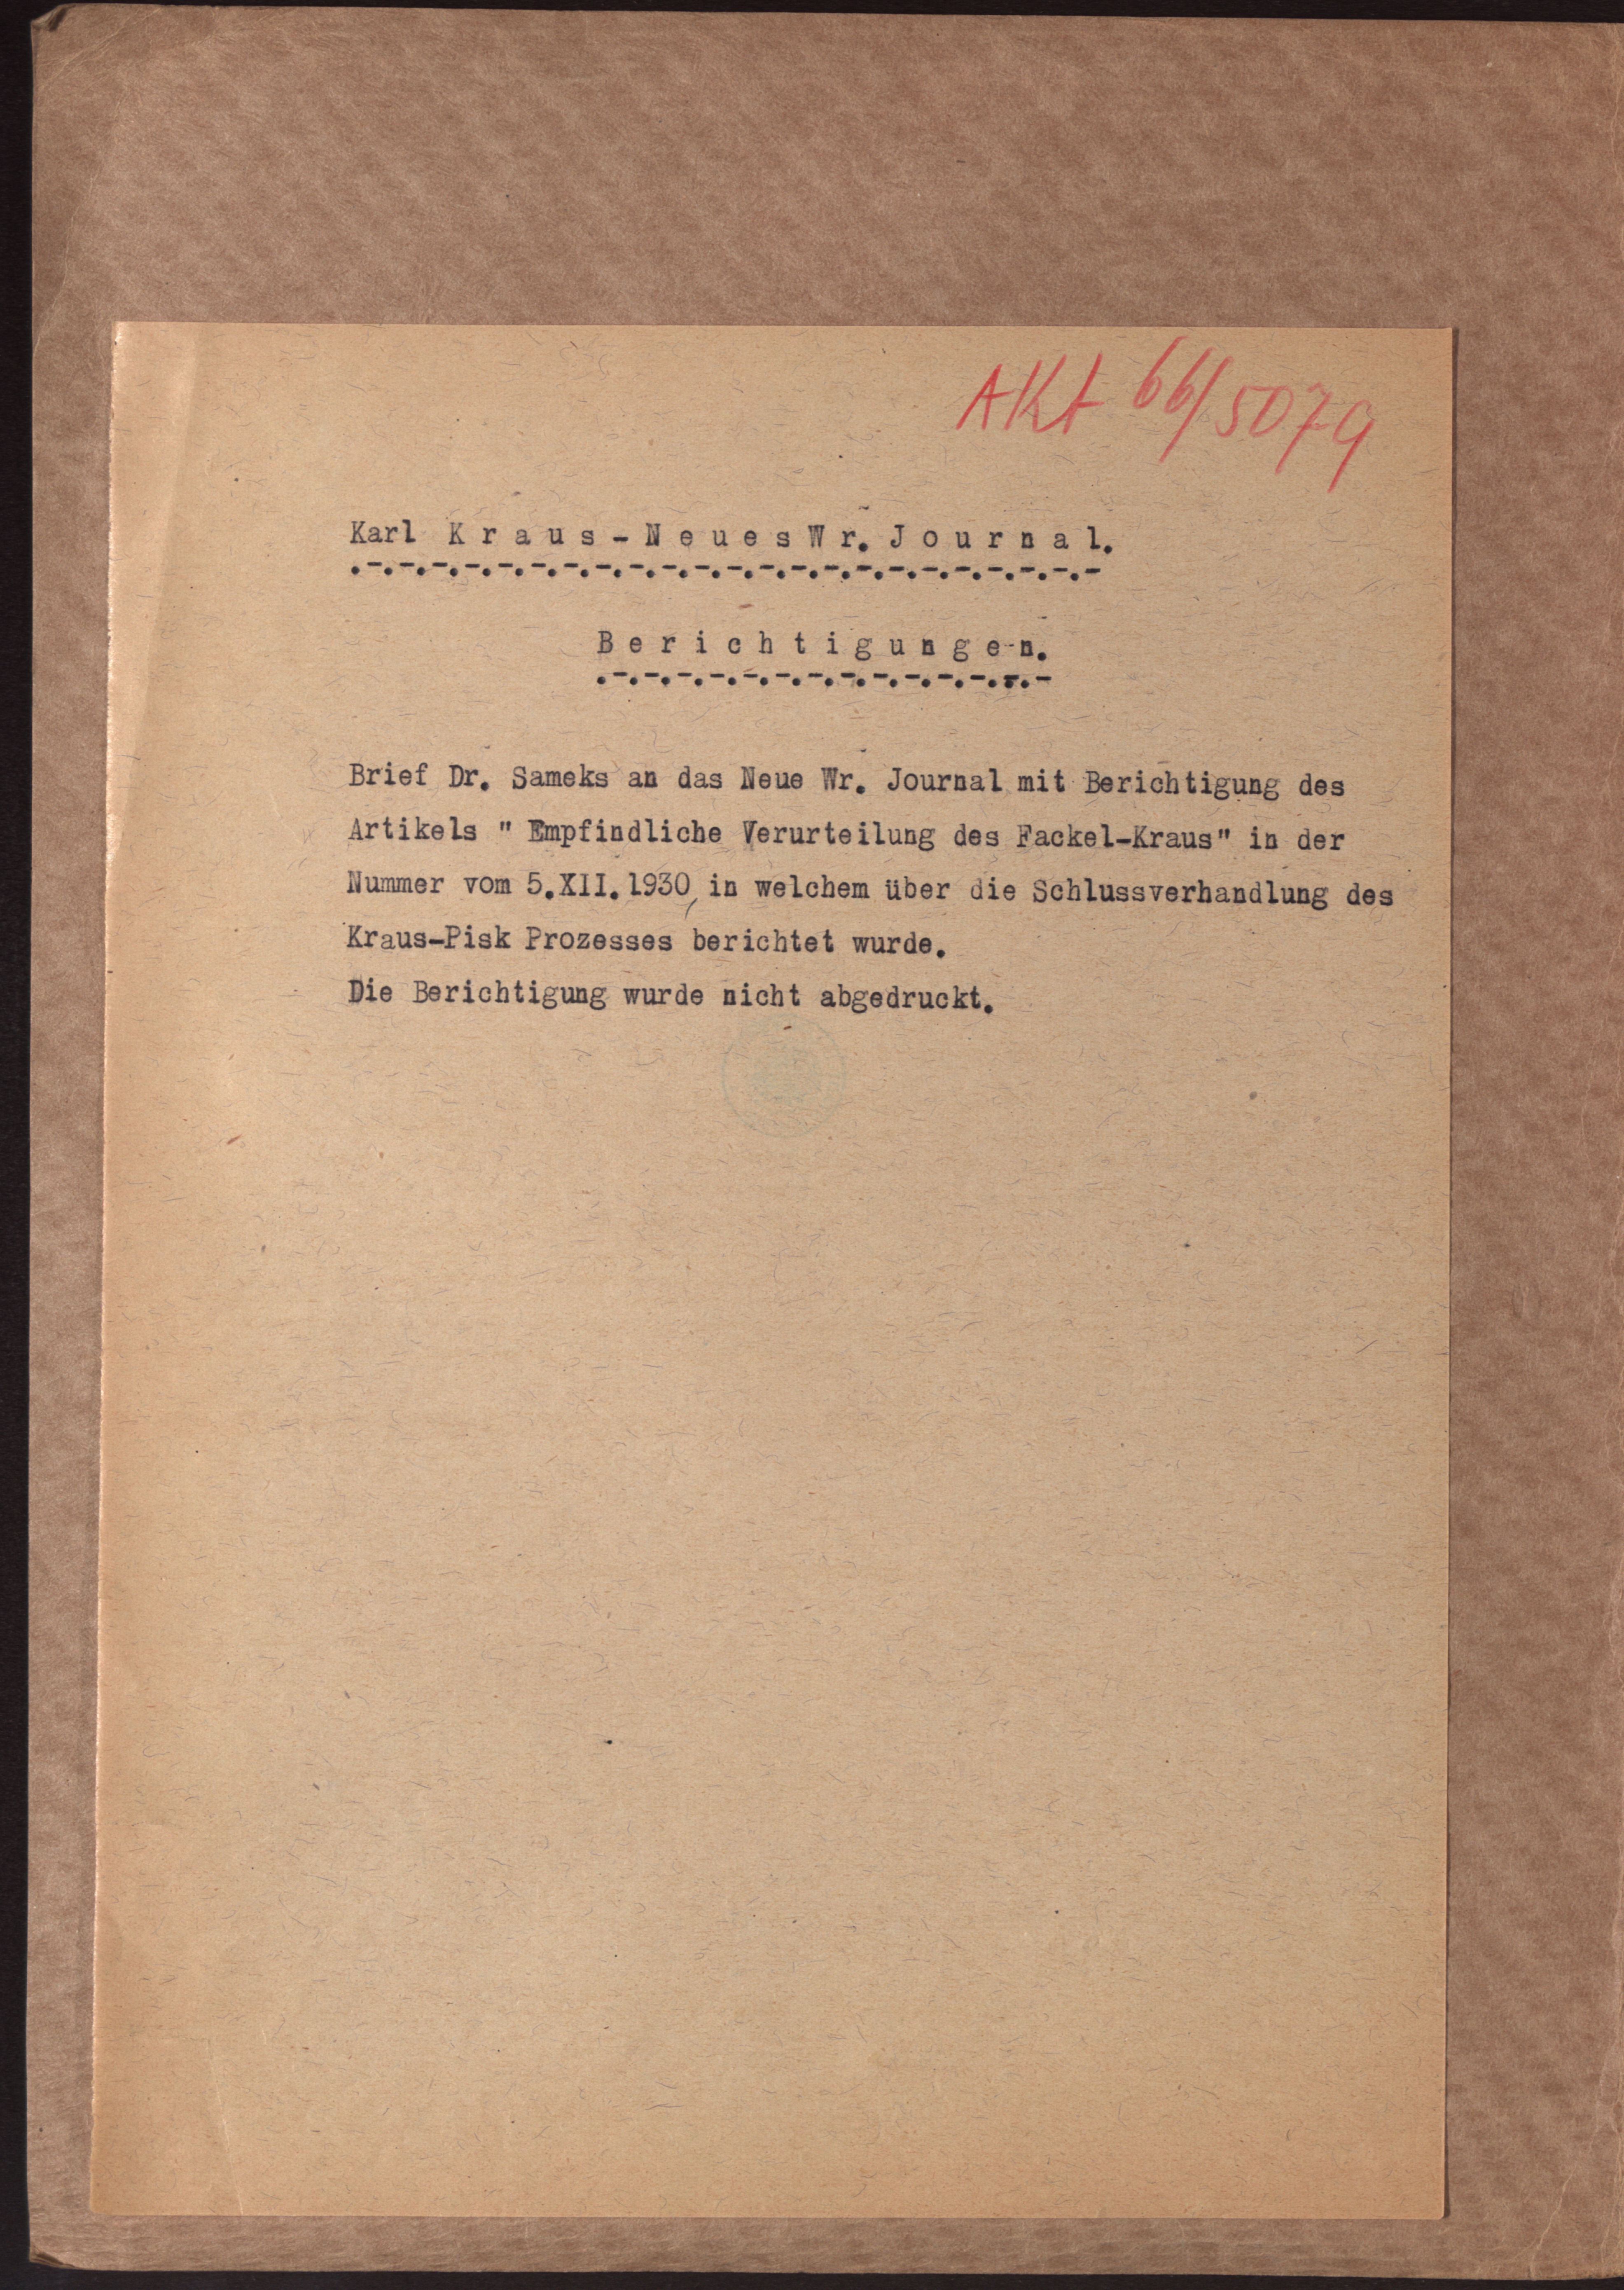 AKt 66/5079
Karl Kraus - Neues Wr. Journal.
.-.-.-.-.-.-.-.-.-.-.-.-.-.-.-.-.-.-.-.-.-.-.-
Berichtigungen.
.-.-.-.-.-.-.-.-.-.-.-.-.-.-
Brief Dr. Sameks an das Neue Wr. Journal mit Berichtigung des
Artikels " Empfindliche Verurteilung des Fackel-Kraus" in der
Nummer vom 5.XII.1930, in welchem über die Schlussverhandlung des
Kraus-Pisk Prozesses berichtet wurde.
Die Berichtigung wurde nicht abgedruckt.